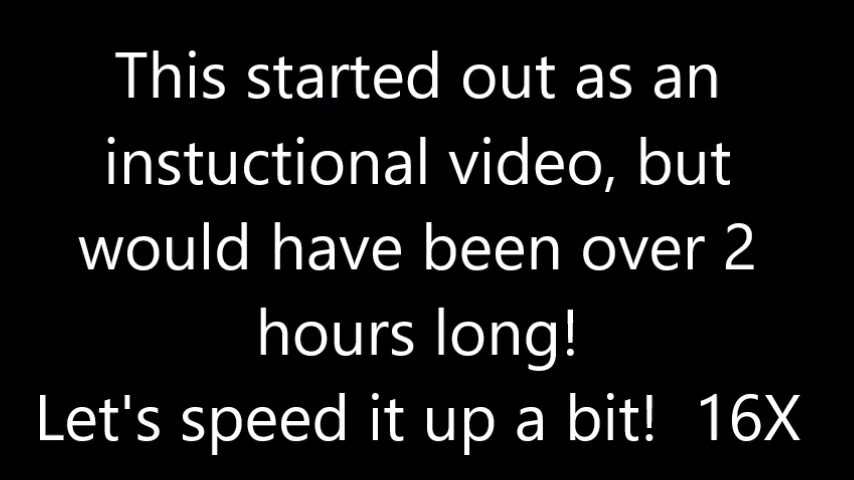 This started out as an
instuctional video, but
would have been over 2
hours long!
Let's speed it up a bit!  16X